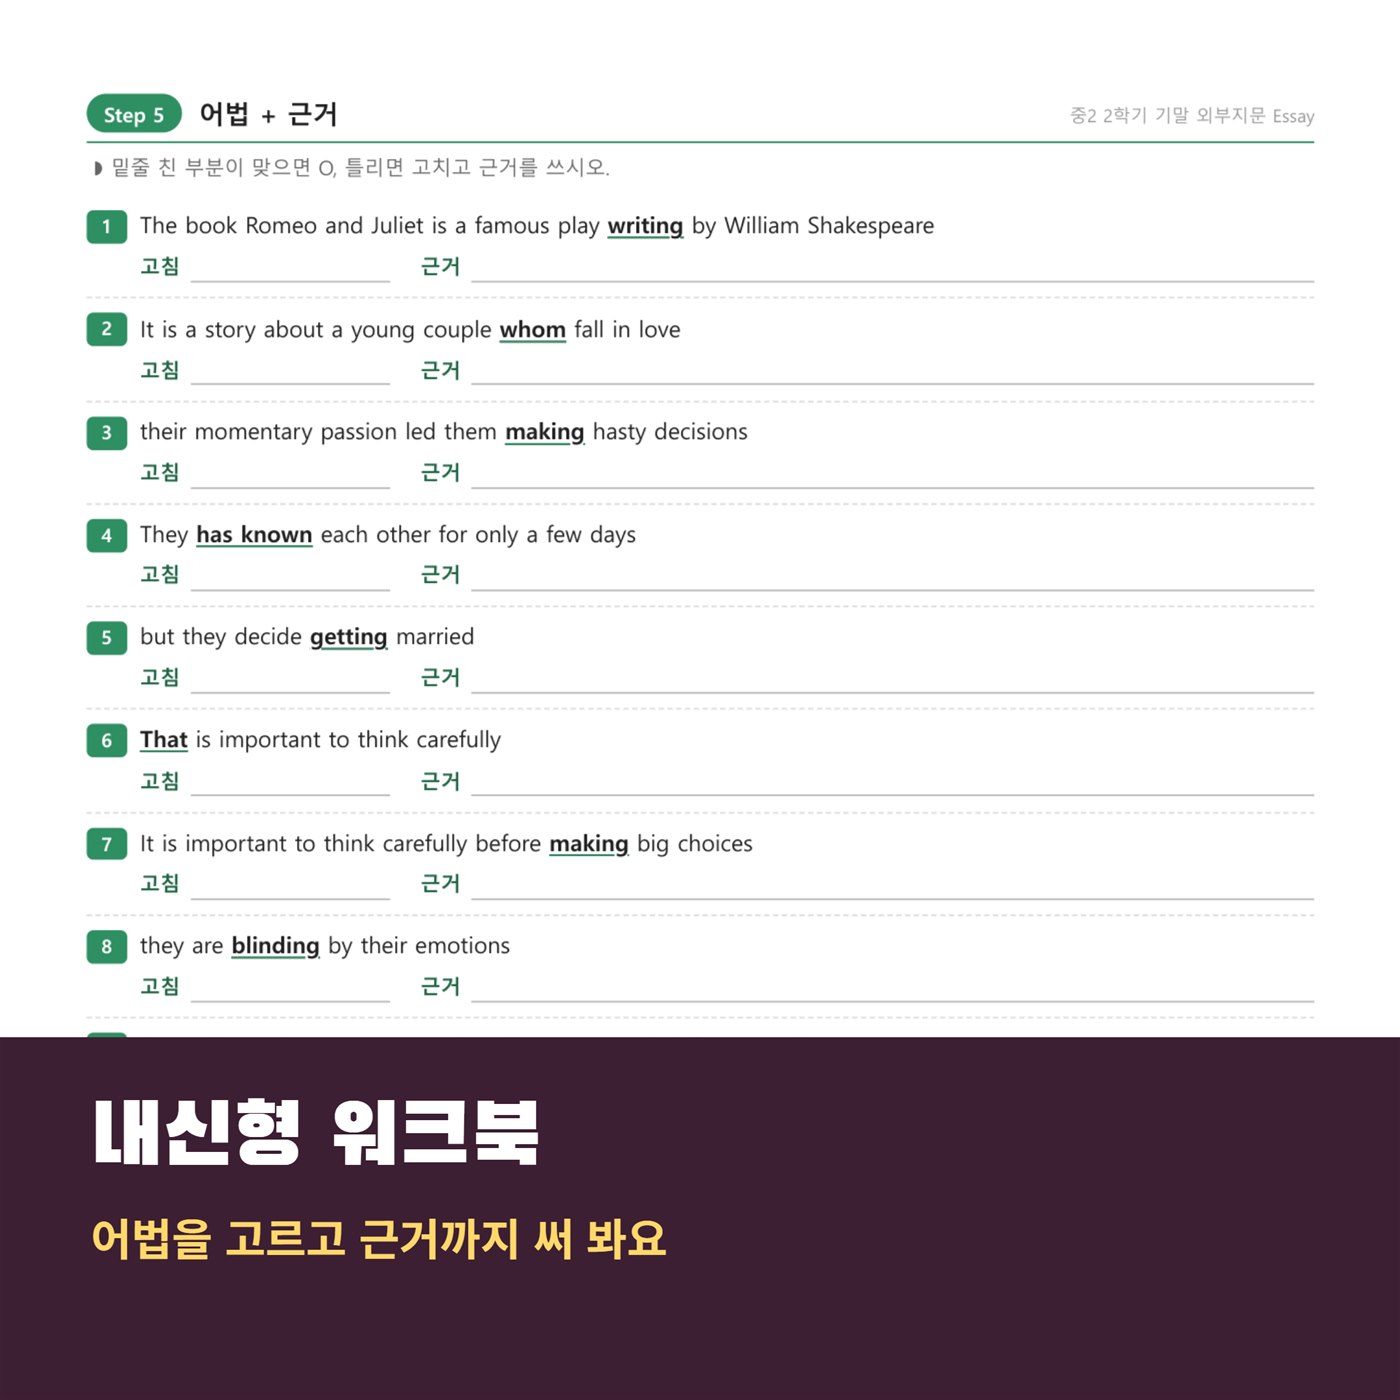 Step 5 어법 + 근거 중2 2학기 기말 외부지문 Essay
◗ 밑줄 친 부분이 맞으면 O, 틀리면 고치고 근거를 쓰시오.
1 The book Romeo and Juliet is a famous play writing by William Shakespeare
고침 근거
2 It is a story about a young couple whom fall in love
고침 근거
3 their momentary passion led them making hasty decisions
고침 근거
4 They has known each other for only a few days
고침 근거
5 but they decide getting married
고침 근거
6 That is important to think carefully
고침 근거
7 It is important to think carefully before making big choices
고침 근거
8 they are blinding by their emotions
고침 근거
내신형 워크북
어법을 고르고 근거까지 써 봐요